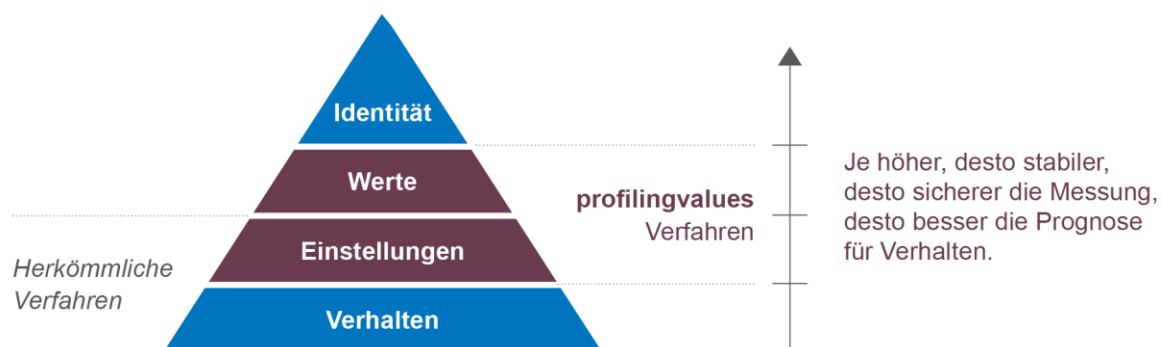 Identität
Werte
Einstellungen
Verhalten
Herkömmliche
Verfahren
profilingvalues
Verfahren
Je höher, desto stabiler,
desto sicherer die Messung,
desto besser die Prognose
für Verhalten.